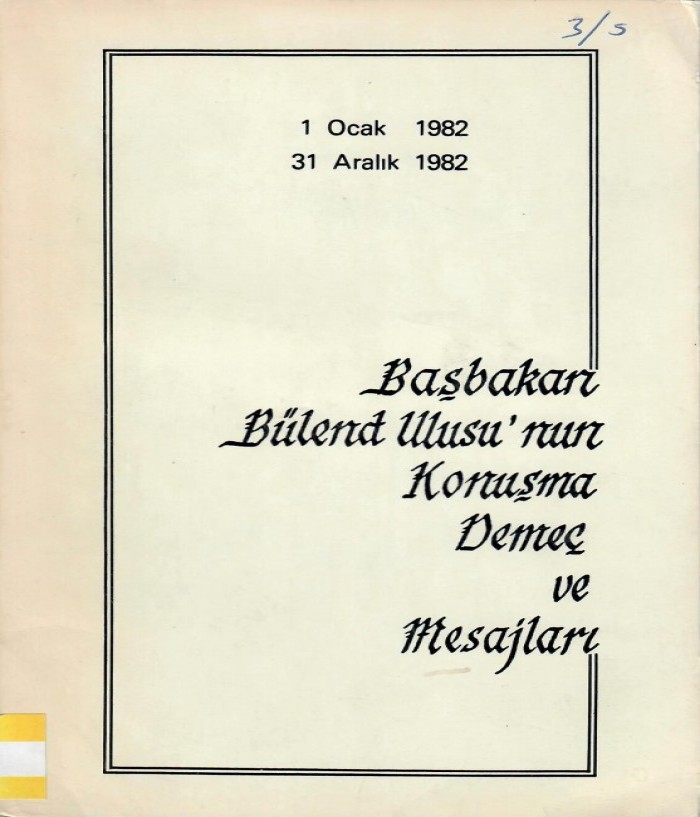 3/5
1 Ocak 1982
31 Aralık 1982
Başbakan
Bülend Ulusu'nun
Konuşma
Demeç
ve
Mesajları